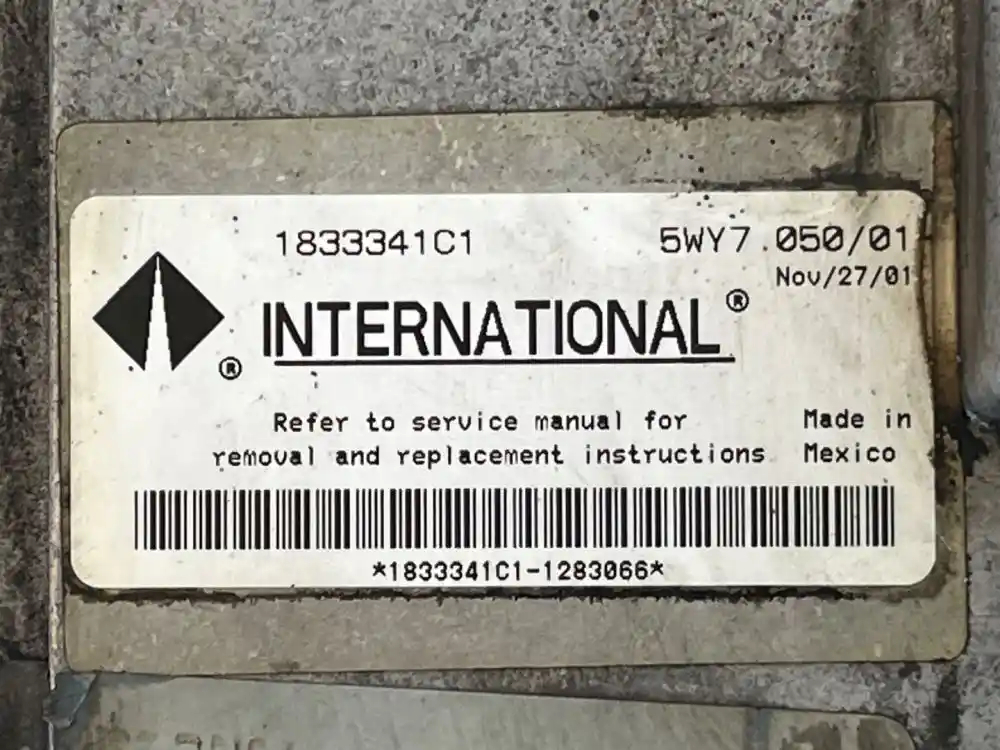 1833341C1 5WY7.050/01
Nov/27/01
INTERNATIONAL®
®
Refer to service manual for Made in
removal and replacement instructions Mexico
*1833341C1-1283066*